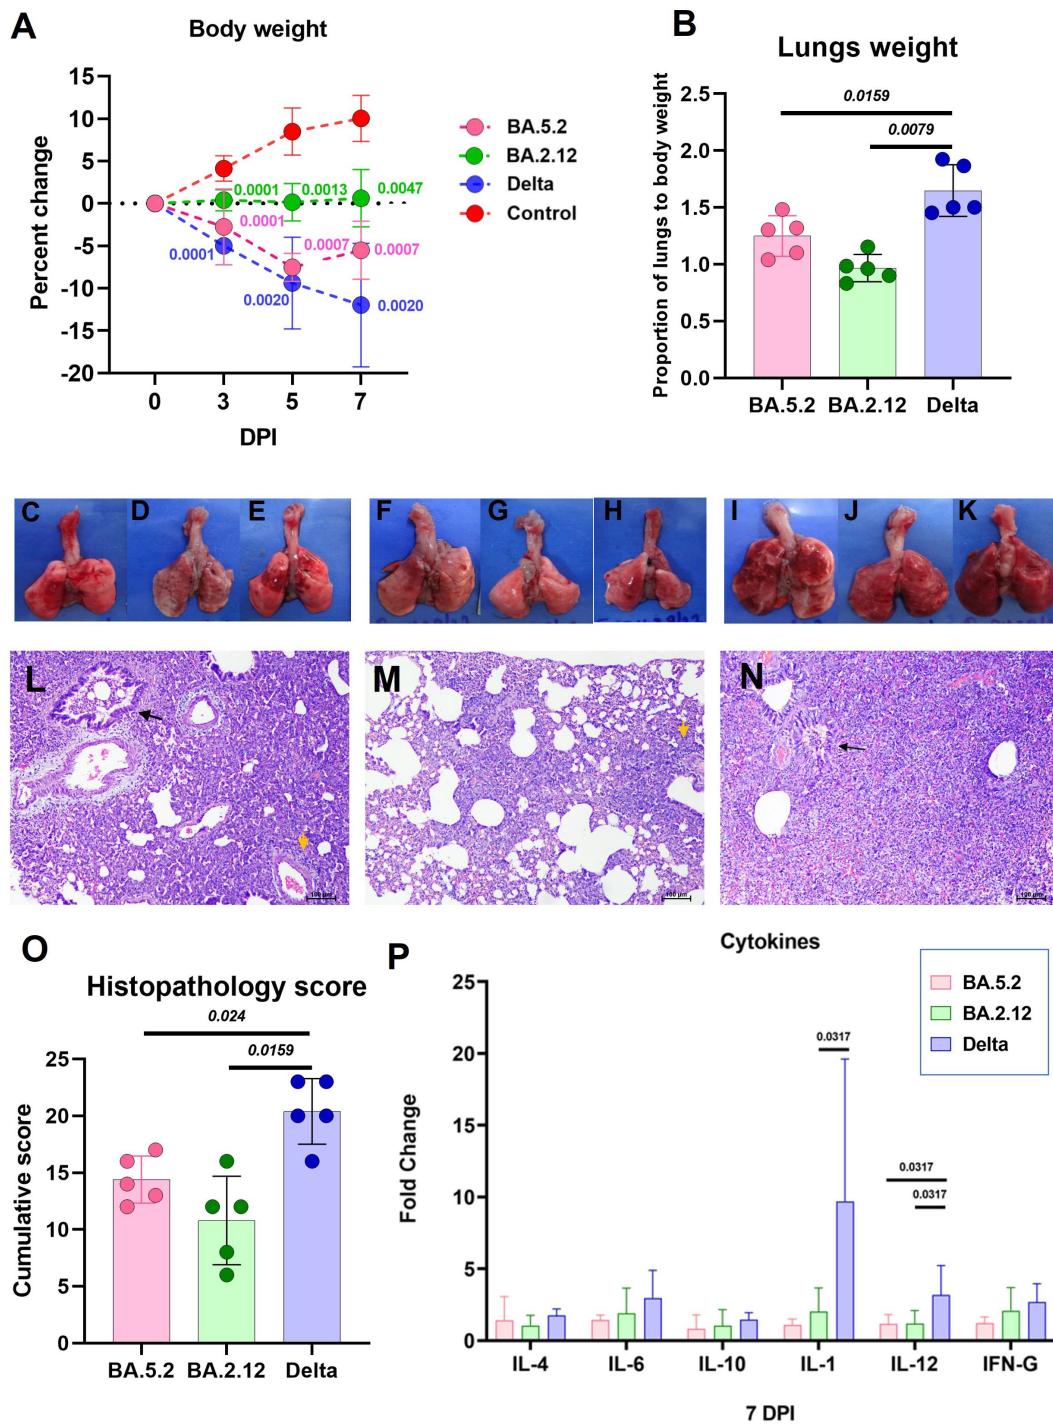 A
Body weight
Percent change
15
10
5
0
-5
-10
-15
-20
0.0001
0.0013
0.0047
0.0001
0.0007
0.0007
0.0001
0.0020
0.0020
0 3 5 7
DPI
BA.5.2
BA.2.12
Delta
Control
B
Lungs weight
Proportion of lungs to body weight
2.5
2.0
1.5
1.0
0.5
0.0
0.0159
0.0079
BA.5.2 BA.2.12 Delta
C D E F G H I J K
L
100 µm
M
100 µm
N
100 µm
O
Histopathology score
Cumulative score
25
20
15
10
5
0
0.024
0.0159
BA.5.2 BA.2.12 Delta
P
Cytokines
Fold Change
25
20
15
10
5
0
0.0317
0.0317
0.0317
IL-4 IL-6 IL-10 IL-1 IL-12 IFN-G
7 DPI
BA.5.2
BA.2.12
Delta